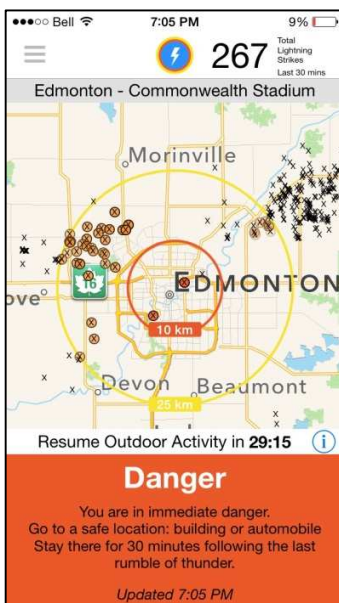 ●●●○○ Bell 7:05 PM 9%
267 Total Lightning Strikes Last 30 mins
Edmonton - Commonwealth Stadium
Morinville
EDMONTON
16
ove
10 km
Devon
Beaumont
25 km
Resume Outdoor Activity in 29:15 i
Danger
You are in immediate danger.
Go to a safe location: building or automobile
Stay there for 30 minutes following the last
rumble of thunder.
Updated 7:05 PM